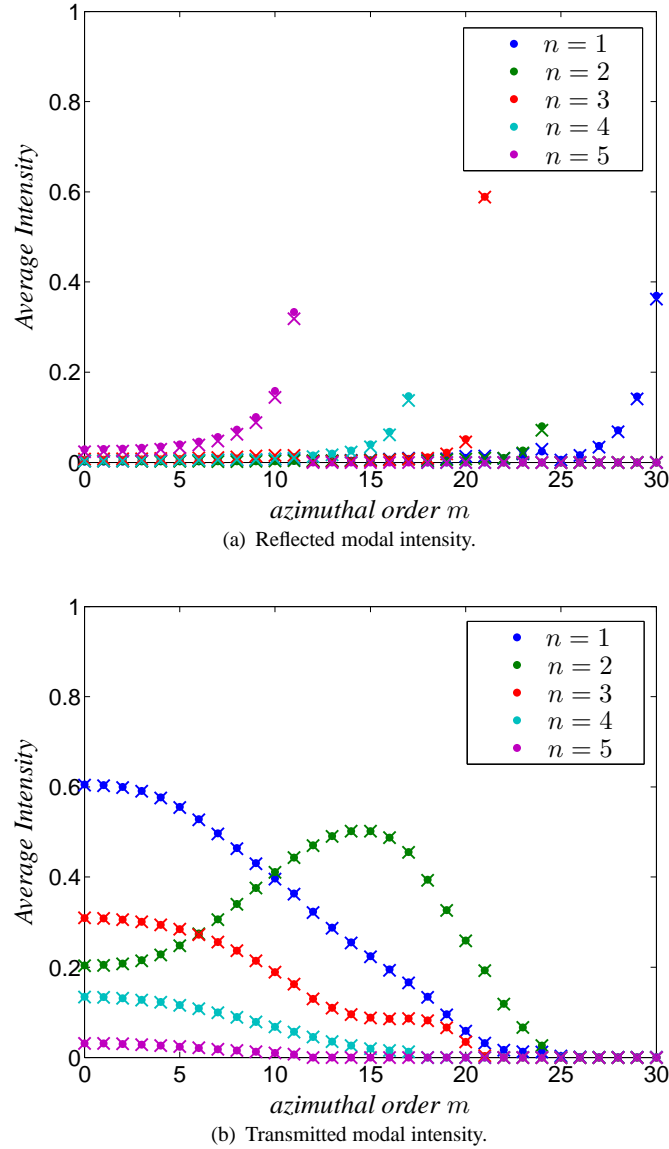 1
0.8
0.6
0.4
0.2
0
Average Intensity
n = 1
n = 2
n = 3
n = 4
n = 5
0 5 10 15 20 25 30
azimuthal order m
(a) Reflected modal intensity.
1
0.8
0.6
0.4
0.2
0
Average Intensity
n = 1
n = 2
n = 3
n = 4
n = 5
0 5 10 15 20 25 30
azimuthal order m
(b) Transmitted modal intensity.